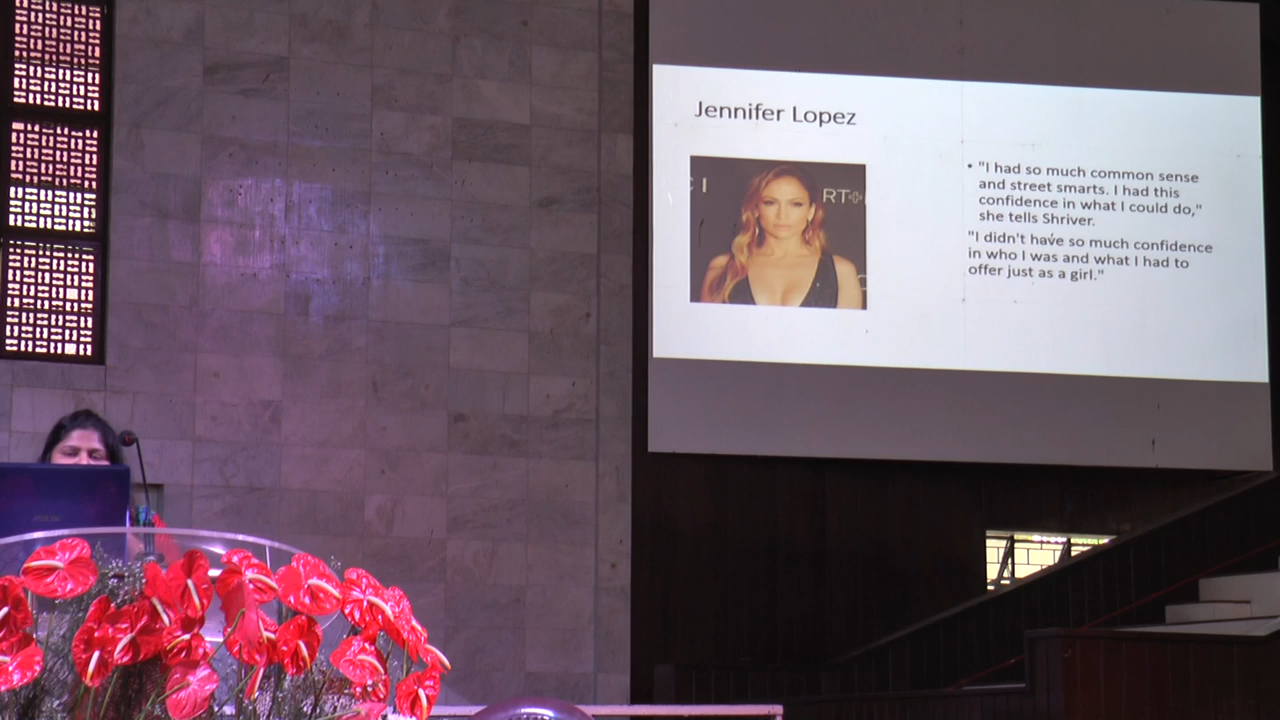 Jennifer Lopez
RT
• "I had so much common sense
and street smarts. I had this
confidence in what I could do,"
she tells Shriver.
"I didn't have so much confidence
in who I was and what I had to
offer just as a girl."